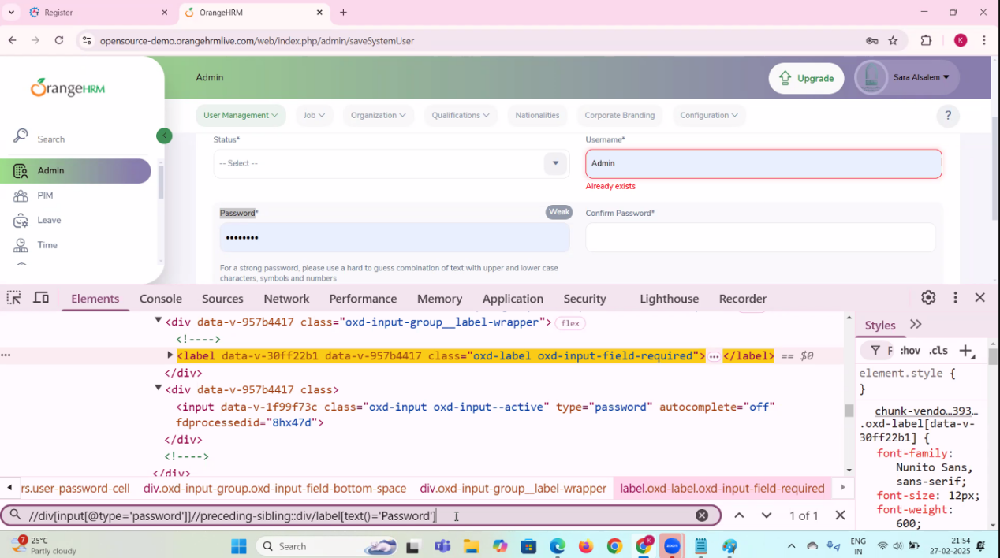 Register
OrangeHRM
opensource-demo.orangehrmlive.com/web/index.php/admin/saveSystemUser
K
OrangeHRM
Admin
Upgrade
Sara Alsalem
Search
User Management
Job
Organization
Qualifications
Nationalities
Corporate Branding
Configuration
?
Admin
PIM
Leave
Time
Status*
Username*
-- Select --
Admin
Already exists
Password*
Weak
Confirm Password*
••••••••
For a strong password, please use a hard to guess combination of text with upper and lower case
characters, symbols and numbers
Elements
Console
Sources
Network
Performance
Memory
Application
Security
Lighthouse
Recorder
<div data-v-957b4417 class="oxd-input-group__label-wrapper"> flex
<!---->
<label data-v-30ff22b1 data-v-957b4417 class="oxd-label oxd-input-field-required"> … </label> == $0
</div>
<div data-v-957b4417 class>
<input data-v-1f99f73c class="oxd-input oxd-input--active" type="password" autocomplete="off"
fdprocessedid="8hx47d">
</div>
<!---->
</div>
Styles
F :hov .cls
element.style {
}
chunk-vendo…393…
.oxd-label[data-v-
30ff22b1] {
font-family:
Nunito Sans,
sans-serif;
font-size: 12px;
font-weight:
600;
rs.user-password-cell
div.oxd-input-group.oxd-input-field-bottom-space
div.oxd-input-group__label-wrapper
label.oxd-label.oxd-input-field-required
//div[input[@type='password']]//preceding-sibling::div/label[text()='Password']
1 of 1
7
25°C
Partly cloudy
Search
K
zoom
ENG
IN
21:54
27-02-2025